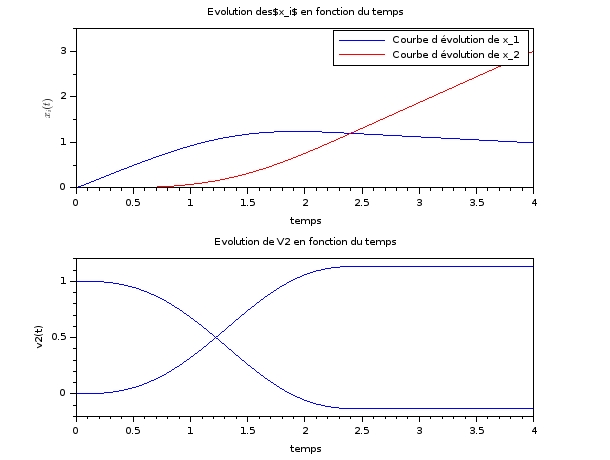 Evolution des$x_i$ en fonction du temps
Courbe d évolution de x_1
Courbe d évolution de x_2
3
2
1
0
x_i(t)
0 0.5 1 1.5 2 2.5 3 3.5 4
temps
Evolution de V2 en fonction du temps
1
0.5
0
v2(t)
0 0.5 1 1.5 2 2.5 3 3.5 4
temps